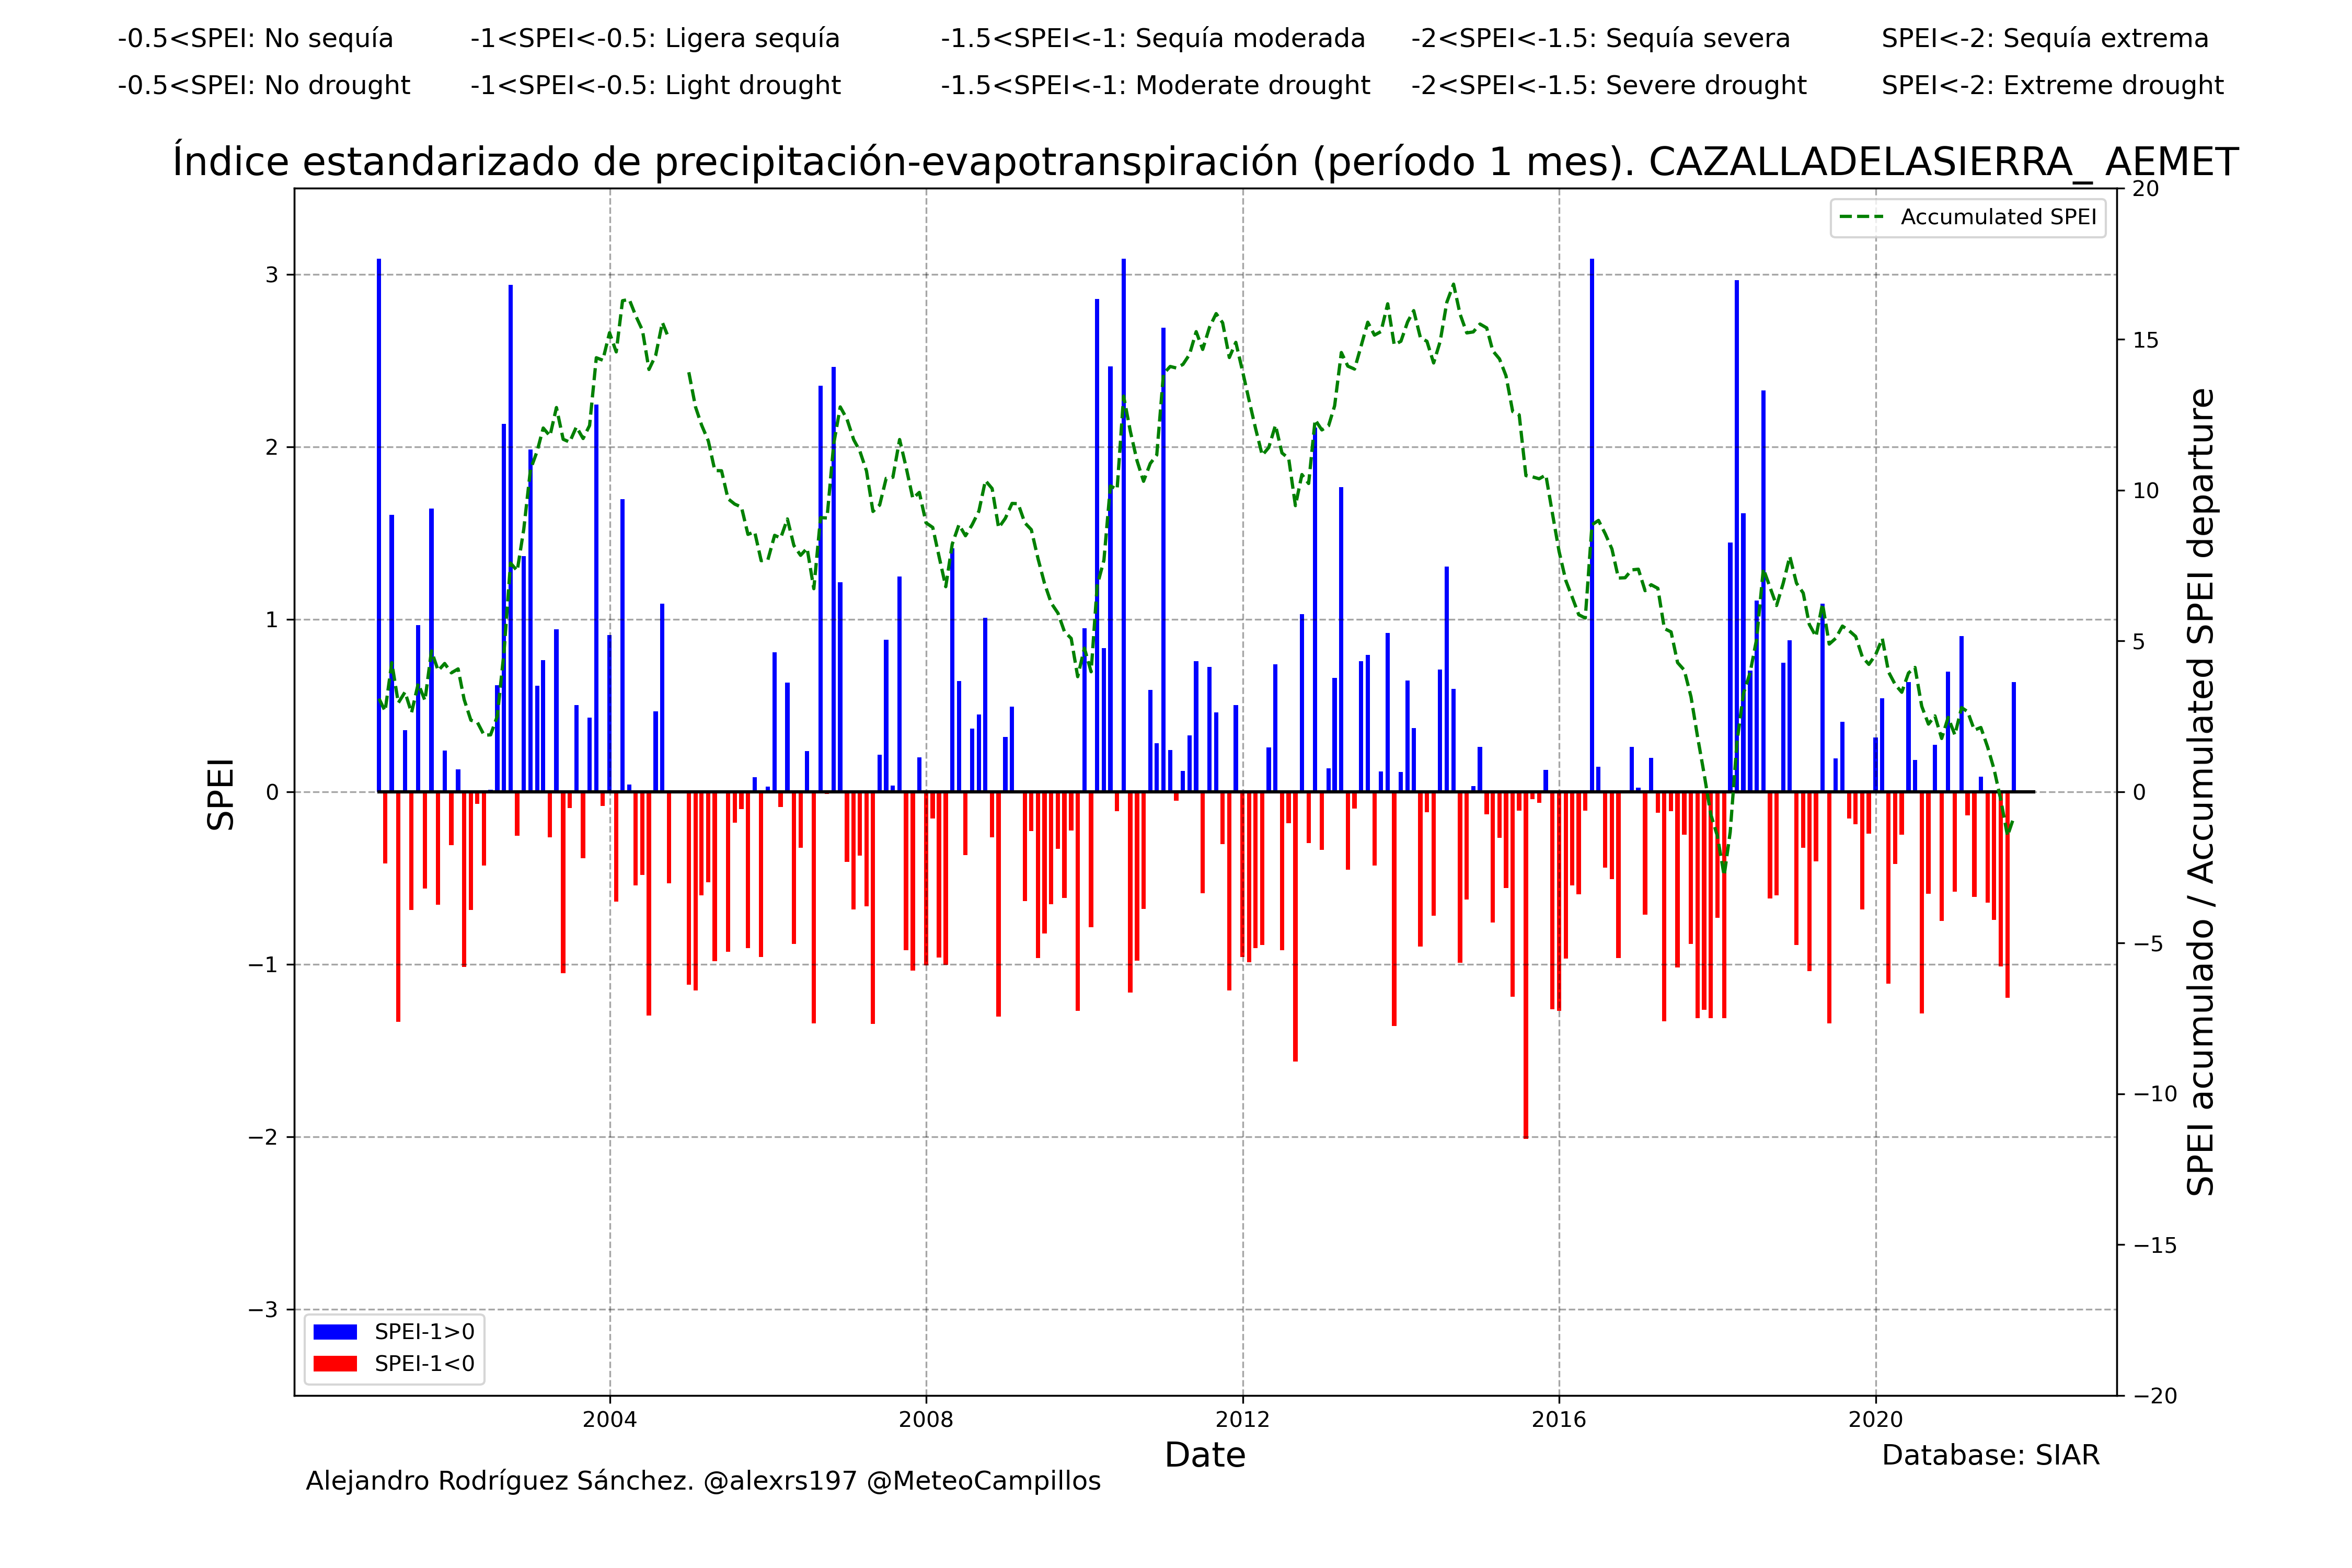 -0.5<SPEI: No sequía -1<SPEI<-0.5: Ligera sequía -1.5<SPEI<-1: Sequía moderada -2<SPEI<-1.5: Sequía severa SPEI<-2: Sequía extrema
-0.5<SPEI: No drought -1<SPEI<-0.5: Light drought -1.5<SPEI<-1: Moderate drought -2<SPEI<-1.5: Severe drought SPEI<-2: Extreme drought
Índice estandarizado de precipitación-evapotranspiración (período 1 mes). CAZALLADELASIERRA_ AEMET
Accumulated SPEI
3
2
1
0
−1
−2
−3
SPEI
20
15
10
5
0
−5
−10
−15
−20
SPEI acumulado / Accumulated SPEI departure
SPEI-1>0
SPEI-1<0
2004 2008 2012 2016 2020
Date
Database: SIAR
Alejandro Rodríguez Sánchez. @alexrs197 @MeteoCampillos